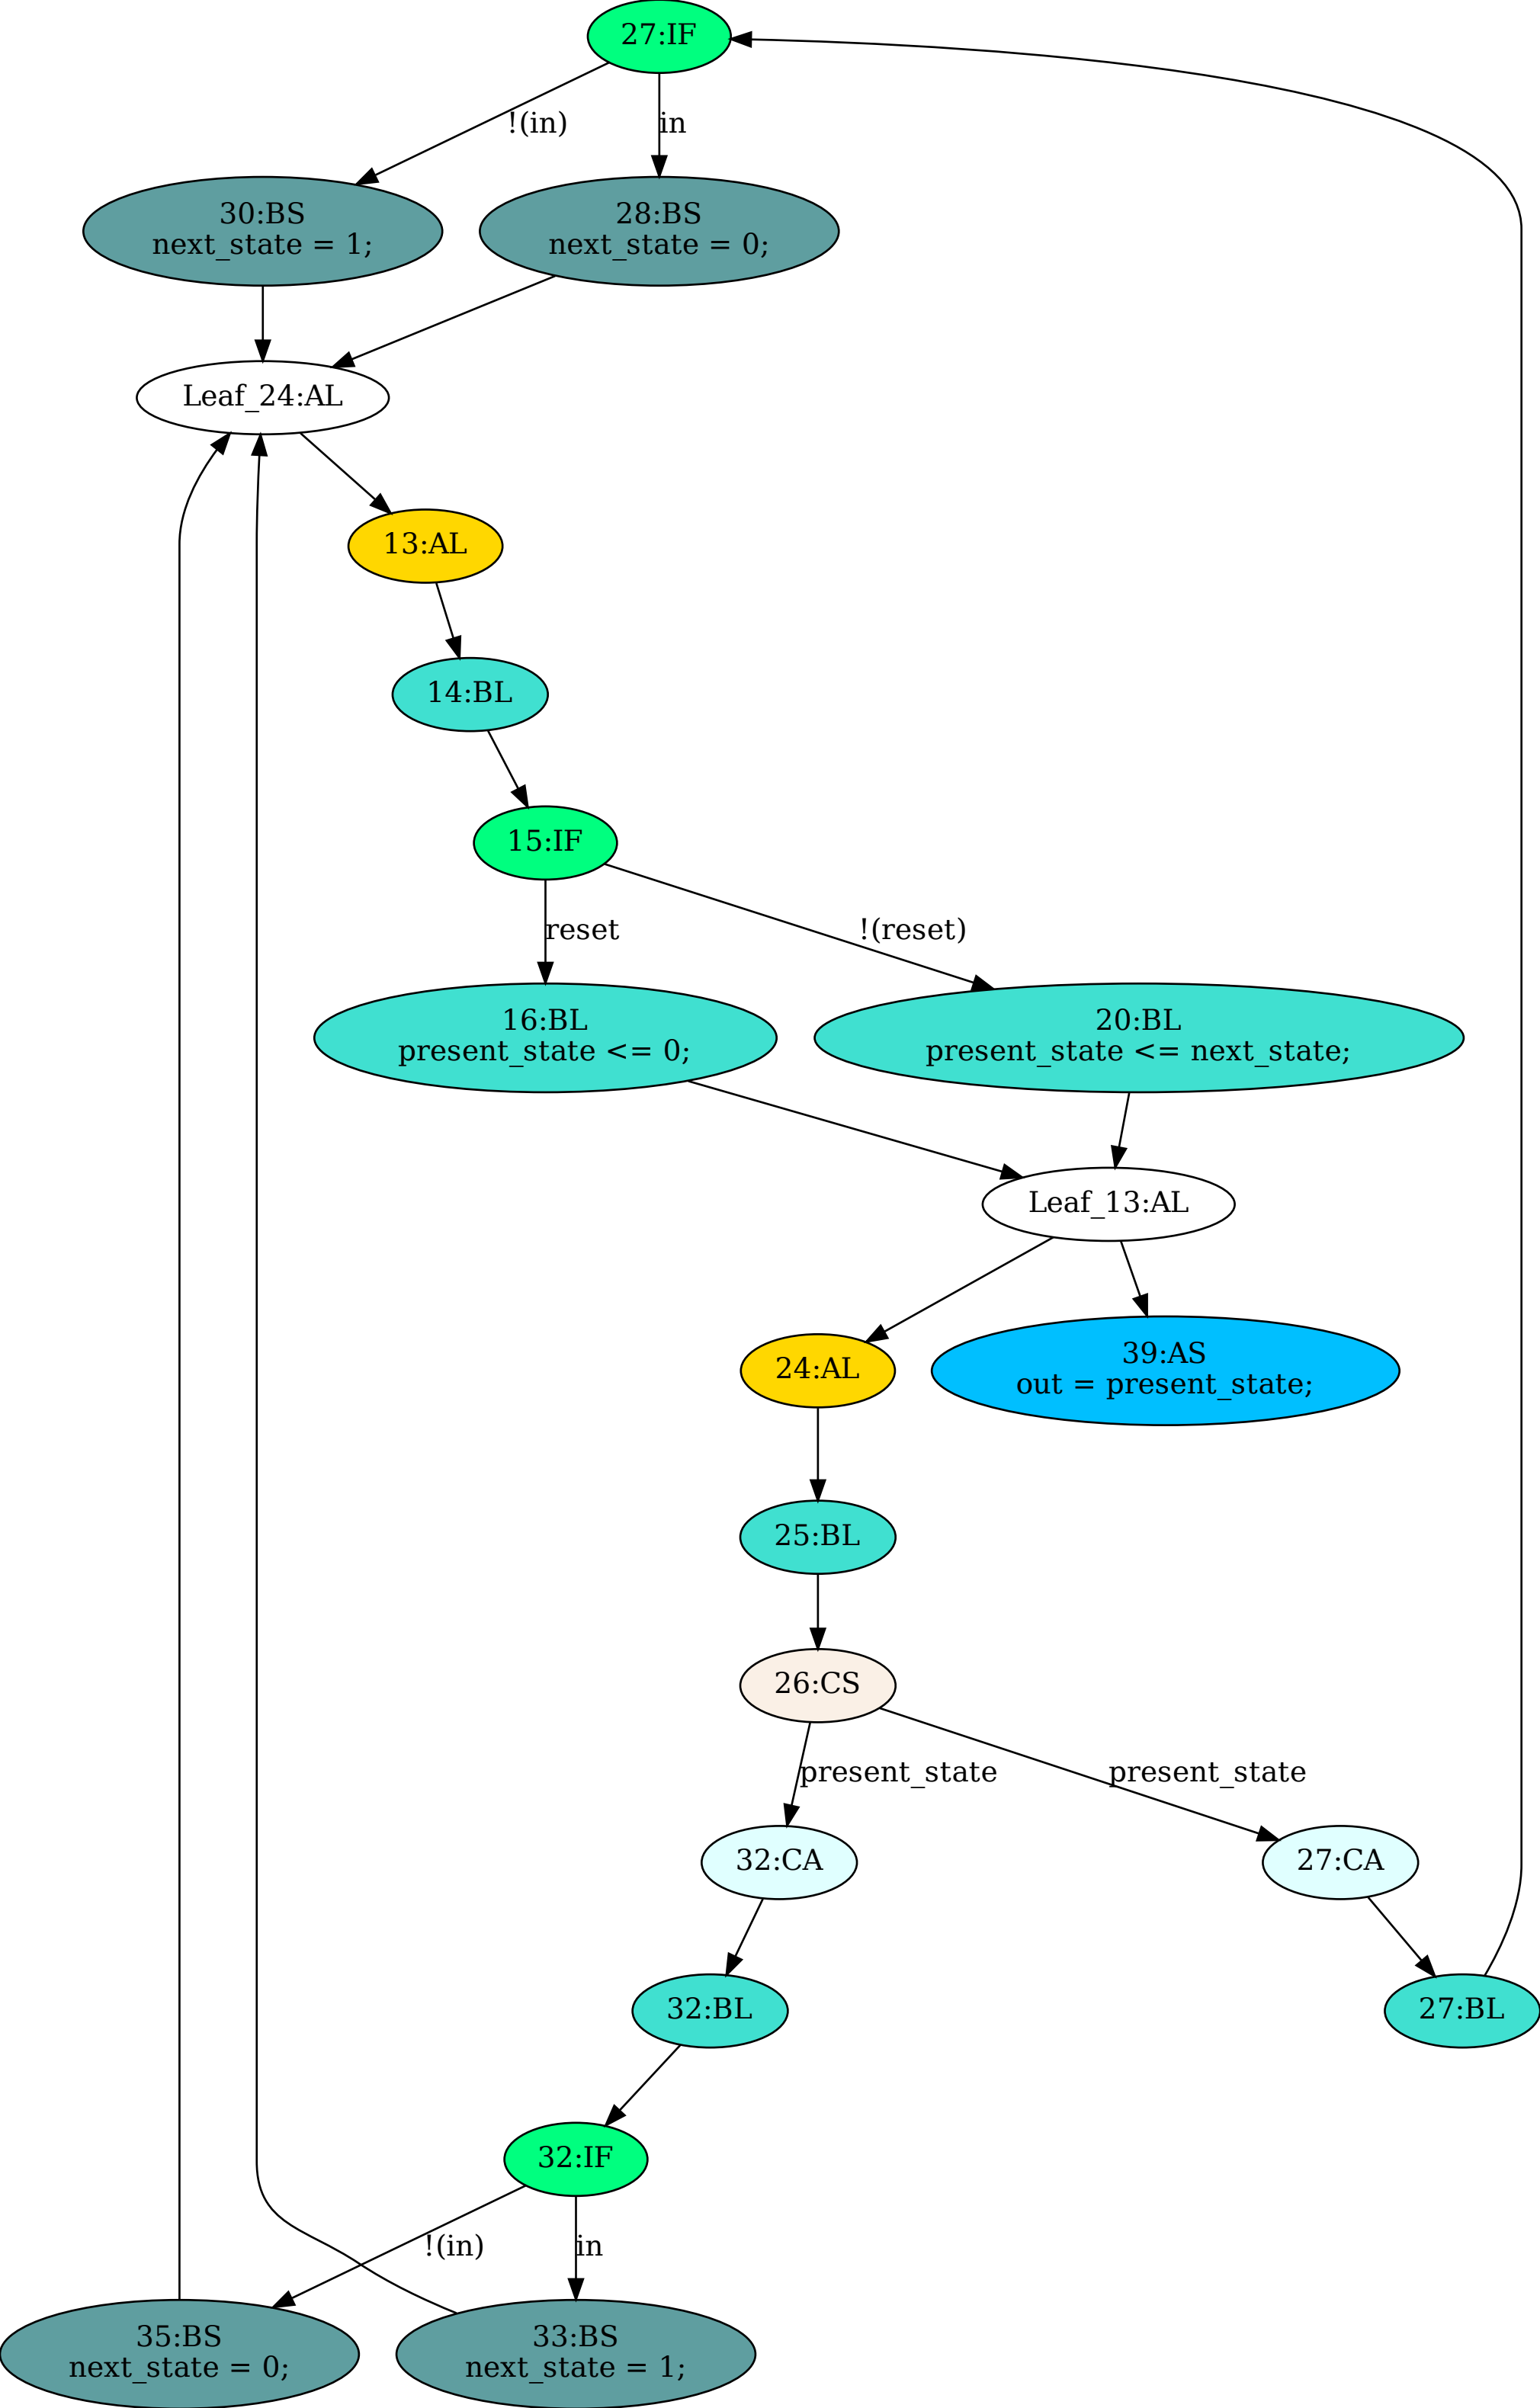 27:IF
!(in)
in
30:BS
next_state = 1;
28:BS
next_state = 0;
Leaf_24:AL
13:AL
14:BL
15:IF
reset
!(reset)
16:BL
present_state <= 0;
20:BL
present_state <= next_state;
Leaf_13:AL
24:AL
39:AS
out = present_state;
25:BL
26:CS
present_state
present_state
32:CA
27:CA
32:BL
27:BL
32:IF
!(in)
in
35:BS
next_state = 0;
33:BS
next_state = 1;